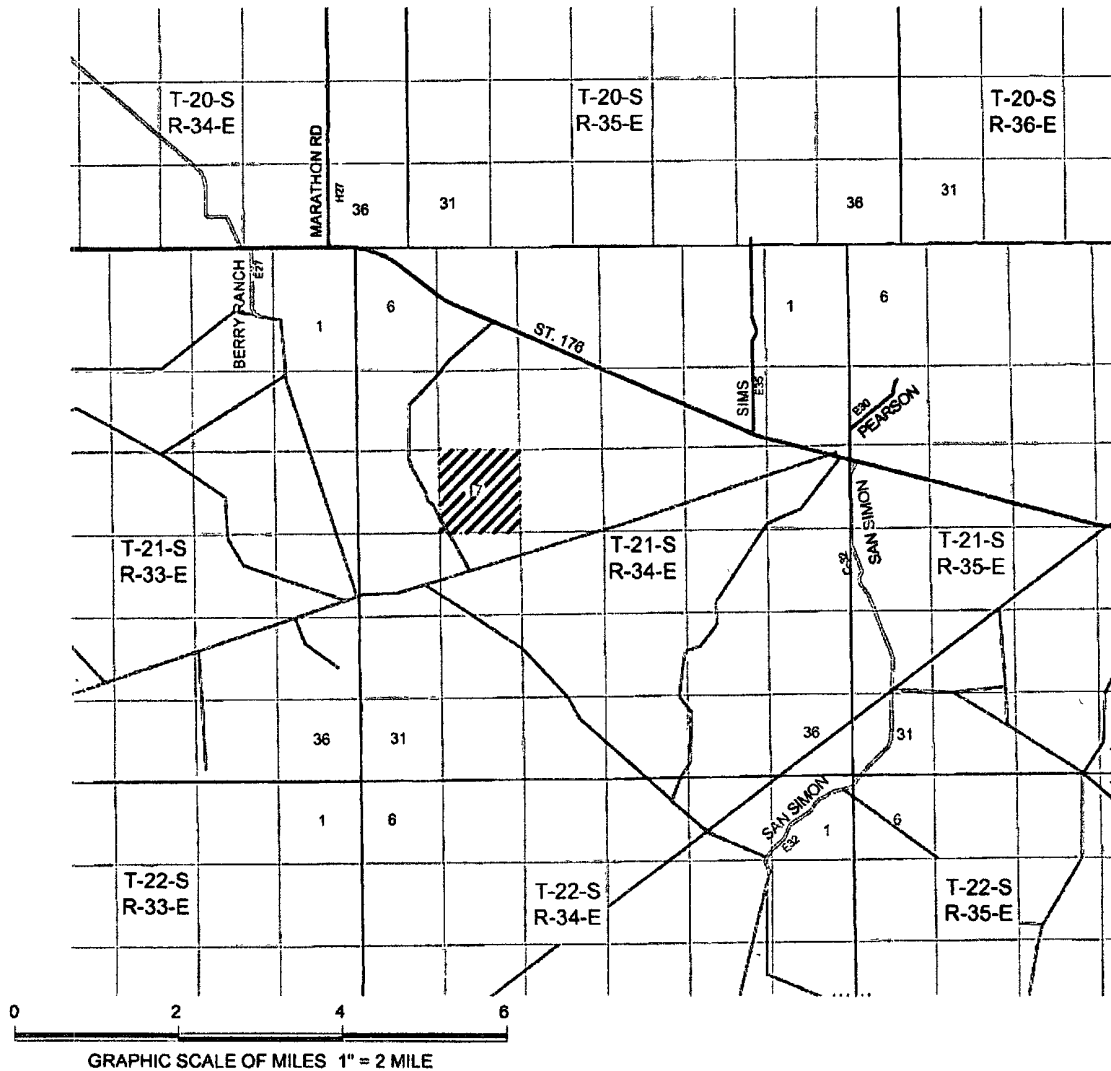 T-20-S
R-34-E
MARATHON RD
H27
T-20-S
R-35-E
T-20-S
R-36-E
36
31
36
31
BERRY RANCH
E27
1
6
ST. 176
1
6
SIMS
E35
E30
PEARSON
17
T-21-S
R-33-E
T-21-S
R-34-E
SAN SIMON
C-32
T-21-S
R-35-E
36
31
36
31
1
6
SAN SIMON
E32
1
6
T-22-S
R-33-E
T-22-S
R-34-E
T-22-S
R-35-E
0
2
4
6
GRAPHIC SCALE OF MILES 1" = 2 MILE